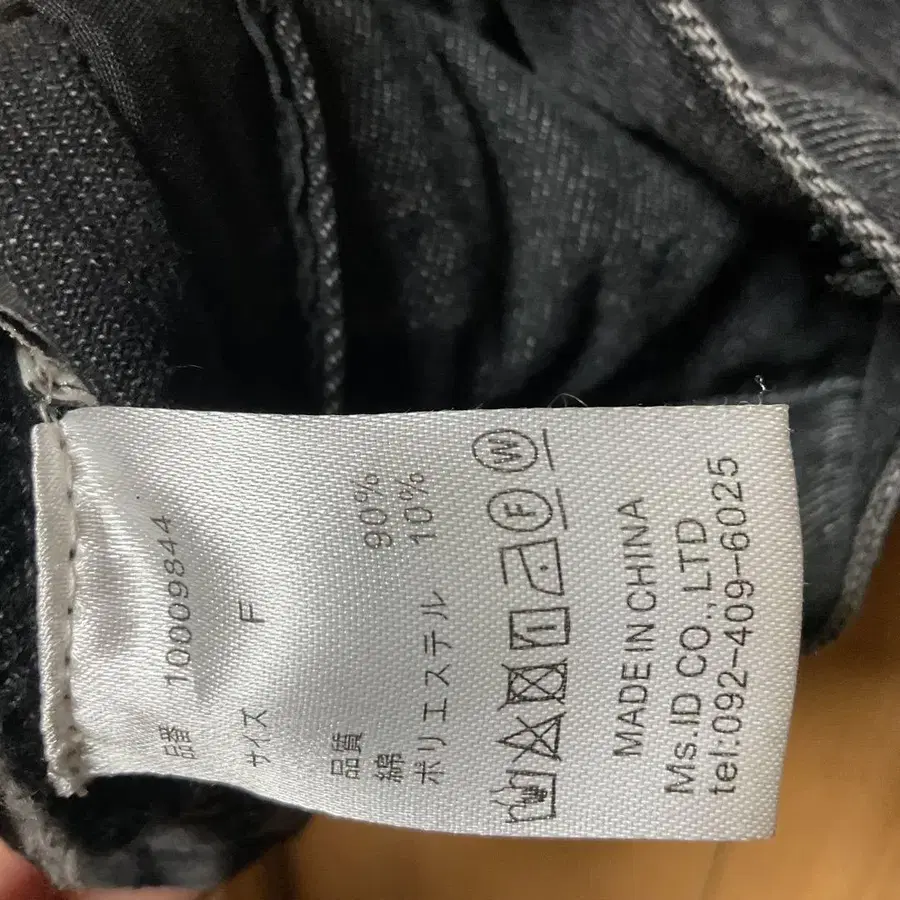 品番 10009844
サイズ F
品質
綿 90%
ポリエステル 10%
F W
MADE IN CHINA
Ms.ID CO.,LTD
tel:092-409-6025